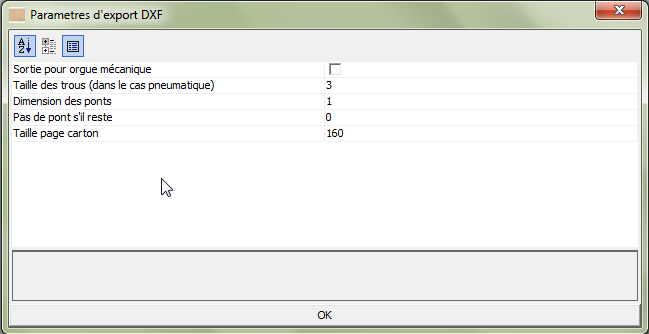 Parametres d'export DXF
Sortie pour orgue mécanique
Taille des trous (dans le cas pneumatique) 3
Dimension des ponts 1
Pas de pont s'il reste 0
Taille page carton 160
OK